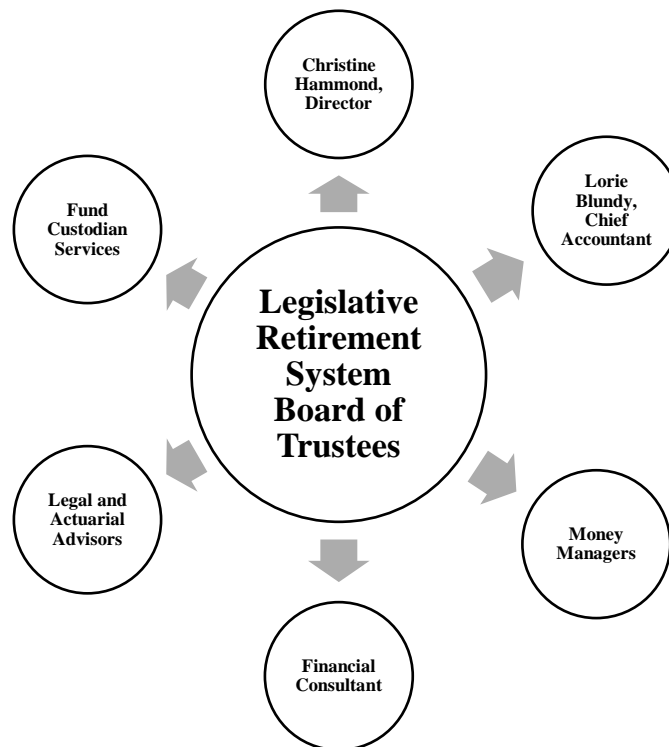 Christine
Hammond,
Director
Lorie
Blundy,
Chief
Accountant
Fund
Custodian
Services
Legislative
Retirement
System
Board of
Trustees
Legal and
Actuarial
Advisors
Money
Managers
Financial
Consultant